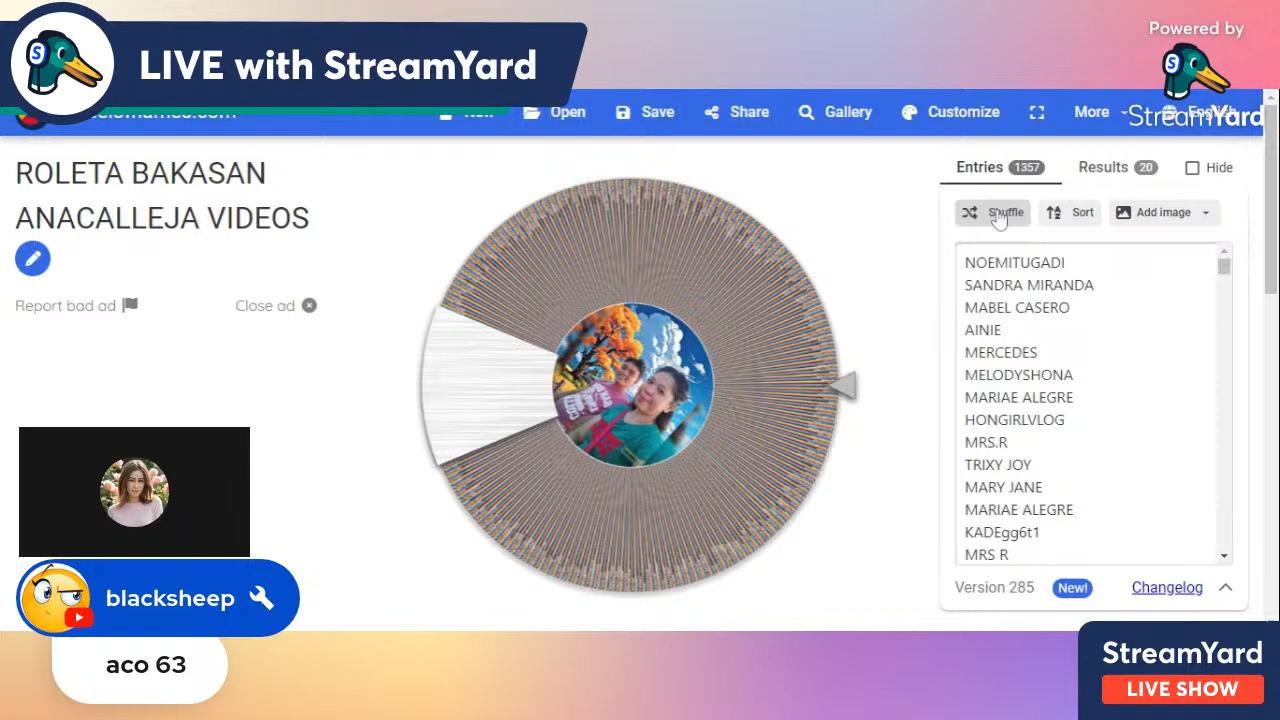 LIVE with StreamYard
Powered by
StreamYard
Open
Save
Share
Gallery
Customize
More
ROLETA BAKASAN
ANACALLEJA VIDEOS
Report bad ad
Close ad
Entries 1357
Results 20
Hide
Shuffle
Sort
Add image
NOEMITUGADI
SANDRA MIRANDA
MABEL CASERO
AINIE
MERCEDES
MELODYSHONA
MARIAE ALEGRE
HONGIRLVLOG
MRS.R
TRIXY JOY
MARY JANE
MARIAE ALEGRE
KADEgg6t1
MRS R
Version 285
New!
Changelog
blacksheep
aco 63
StreamYard
LIVE SHOW